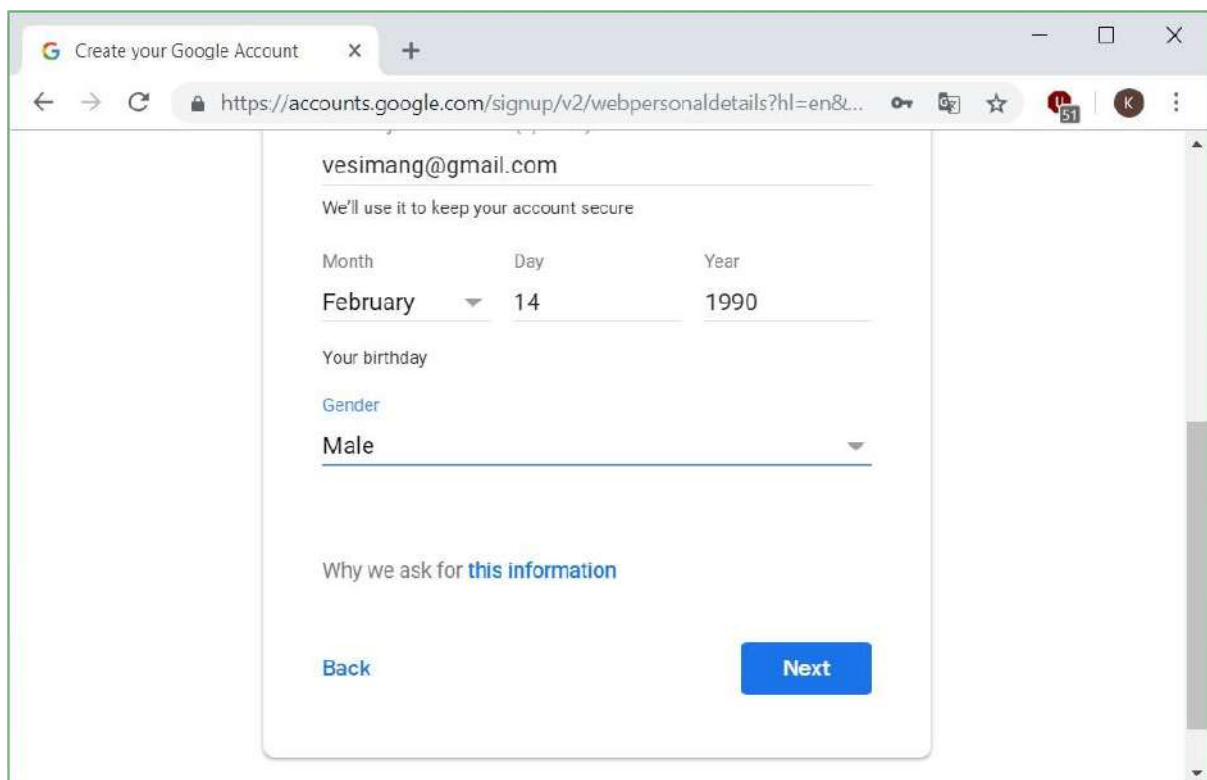 Create your Google Account
https://accounts.google.com/signup/v2/webpersonaldetails?hl=en&...
51
K
vesimang@gmail.com
We'll use it to keep your account secure
Month Day Year
February 14 1990
Your birthday
Gender
Male
Why we ask for this information
Back Next